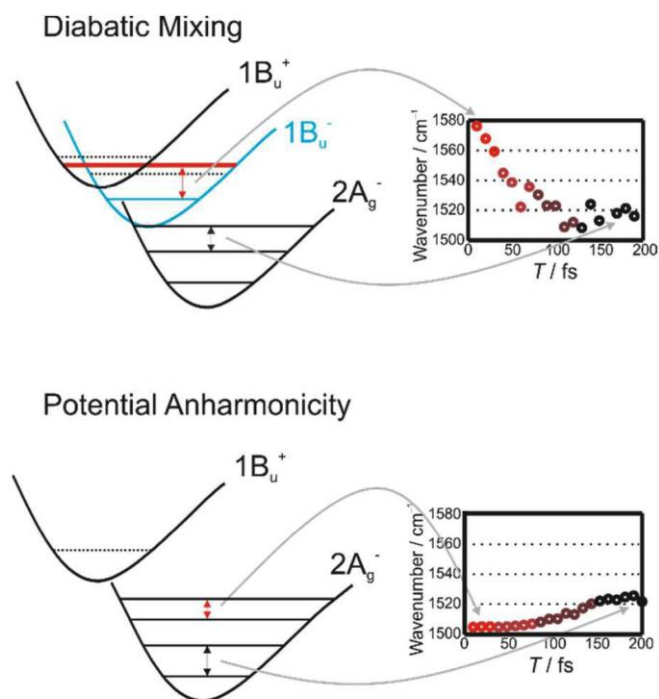 Diabatic Mixing
1Bu+
1Bu-
2Ag-
Wavenumber / cm-1
1580
1560
1540
1520
1500
0 50 100 150 200
T / fs
Potential Anharmonicity
1Bu+
2Ag-
Wavenumber / cm-1
1580
1560
1540
1520
1500
0 50 100 150 200
T / fs